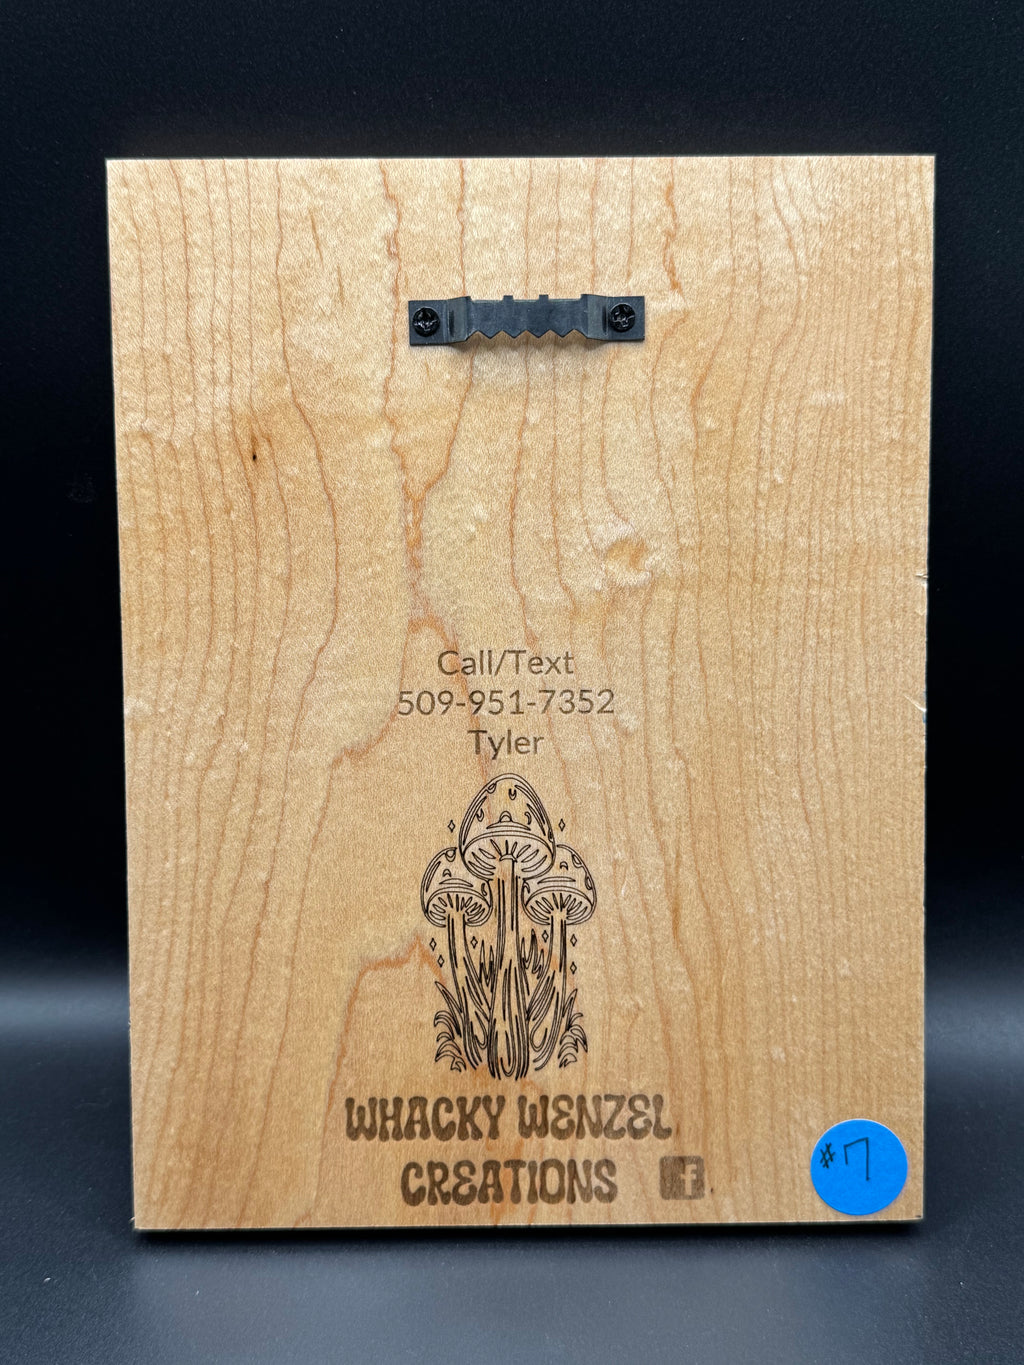 Call/Text
509-951-7352
Tyler
WHACKY WENZEL
CREATIONS f
#7